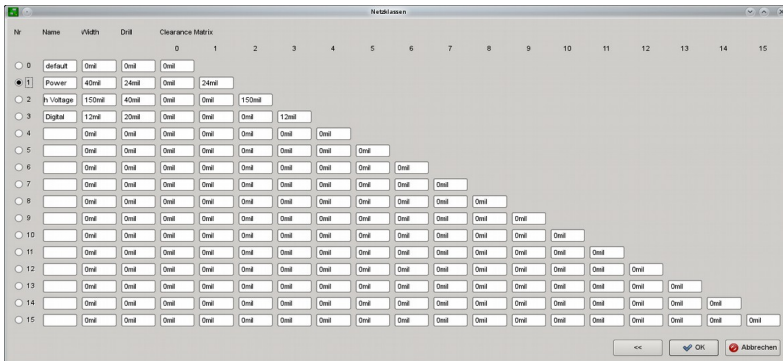 Netzklassen
Nr Name Width Drill Clearance Matrix
0 1 2 3 4 5 6 7 8 9 10 11 12 13 14 15
0 default 0mil 0mil 0mil
1 Power 40mil 24mil 0mil 24mil
2 h Voltage 150mil 40mil 0mil 0mil 150mil
3 Digital 12mil 20mil 0mil 0mil 0mil 12mil
4 0mil 0mil 0mil 0mil 0mil 0mil 0mil
5 0mil 0mil 0mil 0mil 0mil 0mil 0mil 0mil
6 0mil 0mil 0mil 0mil 0mil 0mil 0mil 0mil 0mil
7 0mil 0mil 0mil 0mil 0mil 0mil 0mil 0mil 0mil 0mil
8 0mil 0mil 0mil 0mil 0mil 0mil 0mil 0mil 0mil 0mil 0mil
9 0mil 0mil 0mil 0mil 0mil 0mil 0mil 0mil 0mil 0mil 0mil 0mil
10 0mil 0mil 0mil 0mil 0mil 0mil 0mil 0mil 0mil 0mil 0mil 0mil 0mil
11 0mil 0mil 0mil 0mil 0mil 0mil 0mil 0mil 0mil 0mil 0mil 0mil 0mil 0mil
12 0mil 0mil 0mil 0mil 0mil 0mil 0mil 0mil 0mil 0mil 0mil 0mil 0mil 0mil 0mil
13 0mil 0mil 0mil 0mil 0mil 0mil 0mil 0mil 0mil 0mil 0mil 0mil 0mil 0mil 0mil 0mil
14 0mil 0mil 0mil 0mil 0mil 0mil 0mil 0mil 0mil 0mil 0mil 0mil 0mil 0mil 0mil 0mil 0mil
15 0mil 0mil 0mil 0mil 0mil 0mil 0mil 0mil 0mil 0mil 0mil 0mil 0mil 0mil 0mil 0mil 0mil 0mil
<< OK Abbrechen